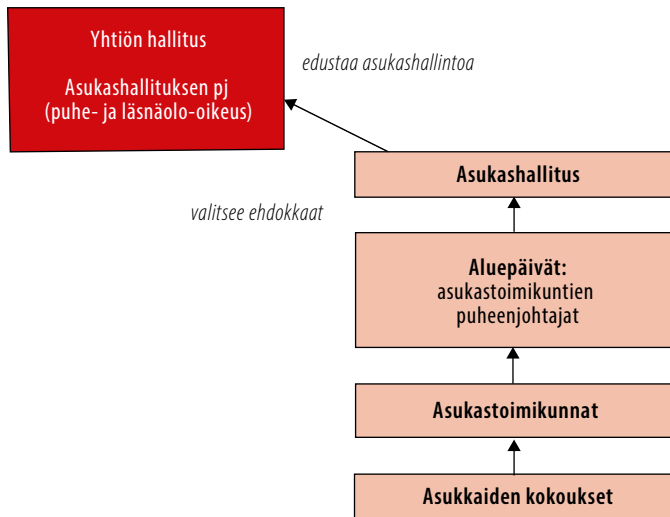 Yhtiön hallitus
Asukashallituksen pj
(puhe- ja läsnäolo-oikeus)
edustaa asukashallintoa
Asukashallitus
valitsee ehdokkaat
Aluepäivät:
asukastoimikuntien
puheenjohtajat
Asukastoimikunnat
Asukkaiden kokoukset